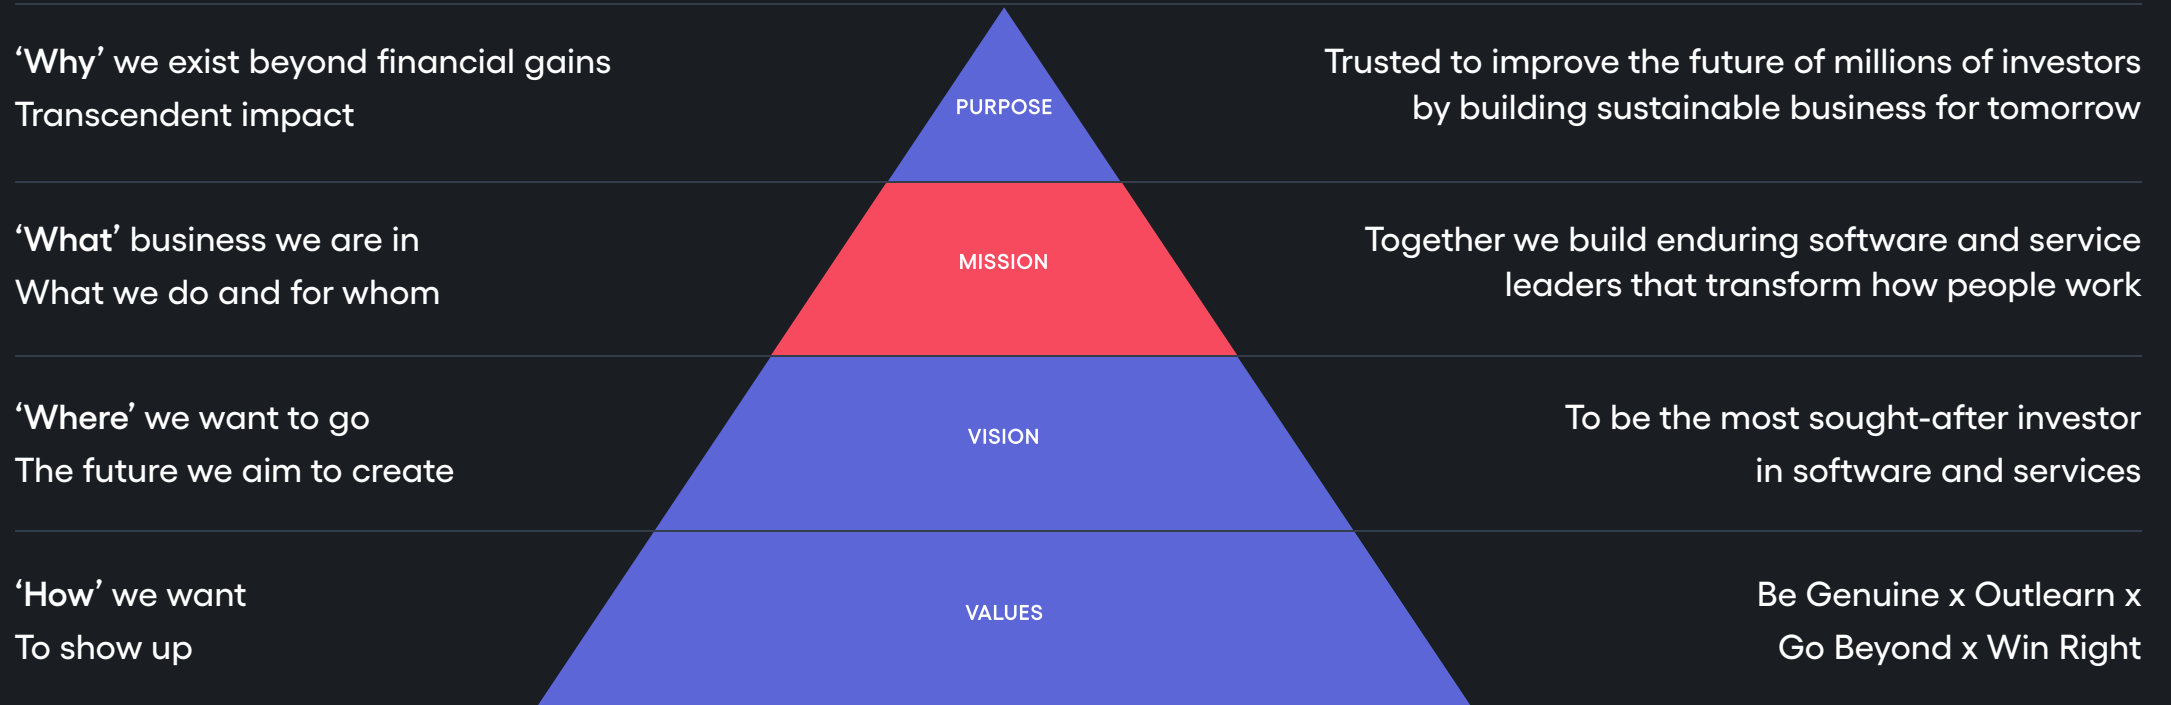 ‘Why’ we exist beyond financial gains
Transcendent impact
PURPOSE
Trusted to improve the future of millions of investors
by building sustainable business for tomorrow
‘What’ business we are in
What we do and for whom
MISSION
Together we build enduring software and service
leaders that transform how people work
‘Where’ we want to go
The future we aim to create
VISION
To be the most sought-after investor
in software and services
‘How’ we want
To show up
VALUES
Be Genuine x Outlearn x
Go Beyond x Win Right